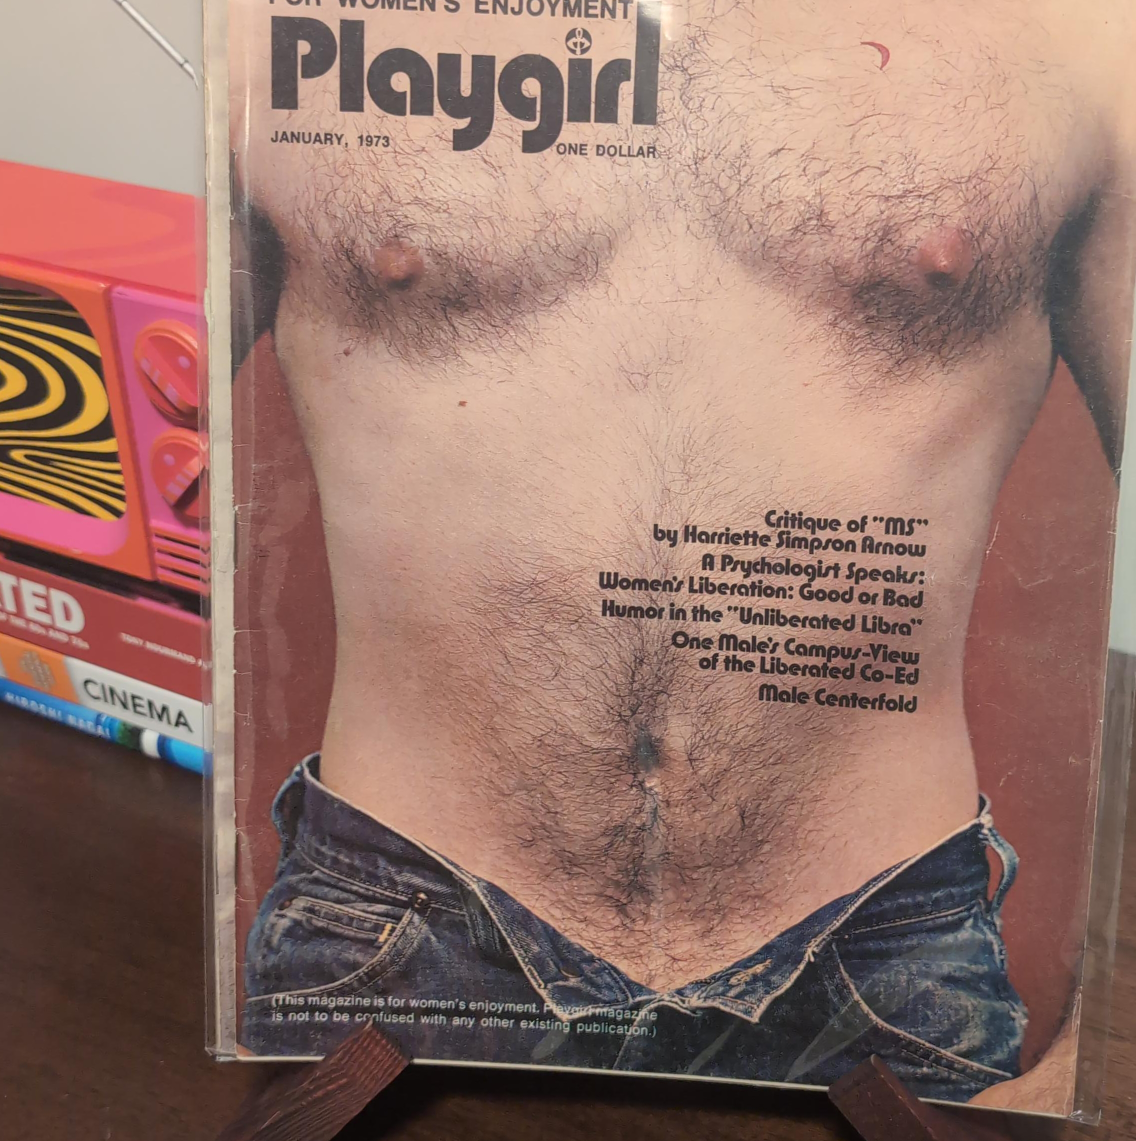 FOR WOMEN'S ENJOYMENT
Playgirl
JANUARY, 1973
ONE DOLLAR
Critique of "MS"
by Harriette Simpson Arnow
A Psychologist Speaks:
Women's Liberation: Good or Bad
Humor in the "Unliberated Libra"
One Male's Campus-View
of the Liberated Co-Ed
Male Centerfold
(This magazine is for women's enjoyment. Playgirl magazine
is not to be confused with any other existing publication.)
TED
CINEMA
HIROSHI NAGAI